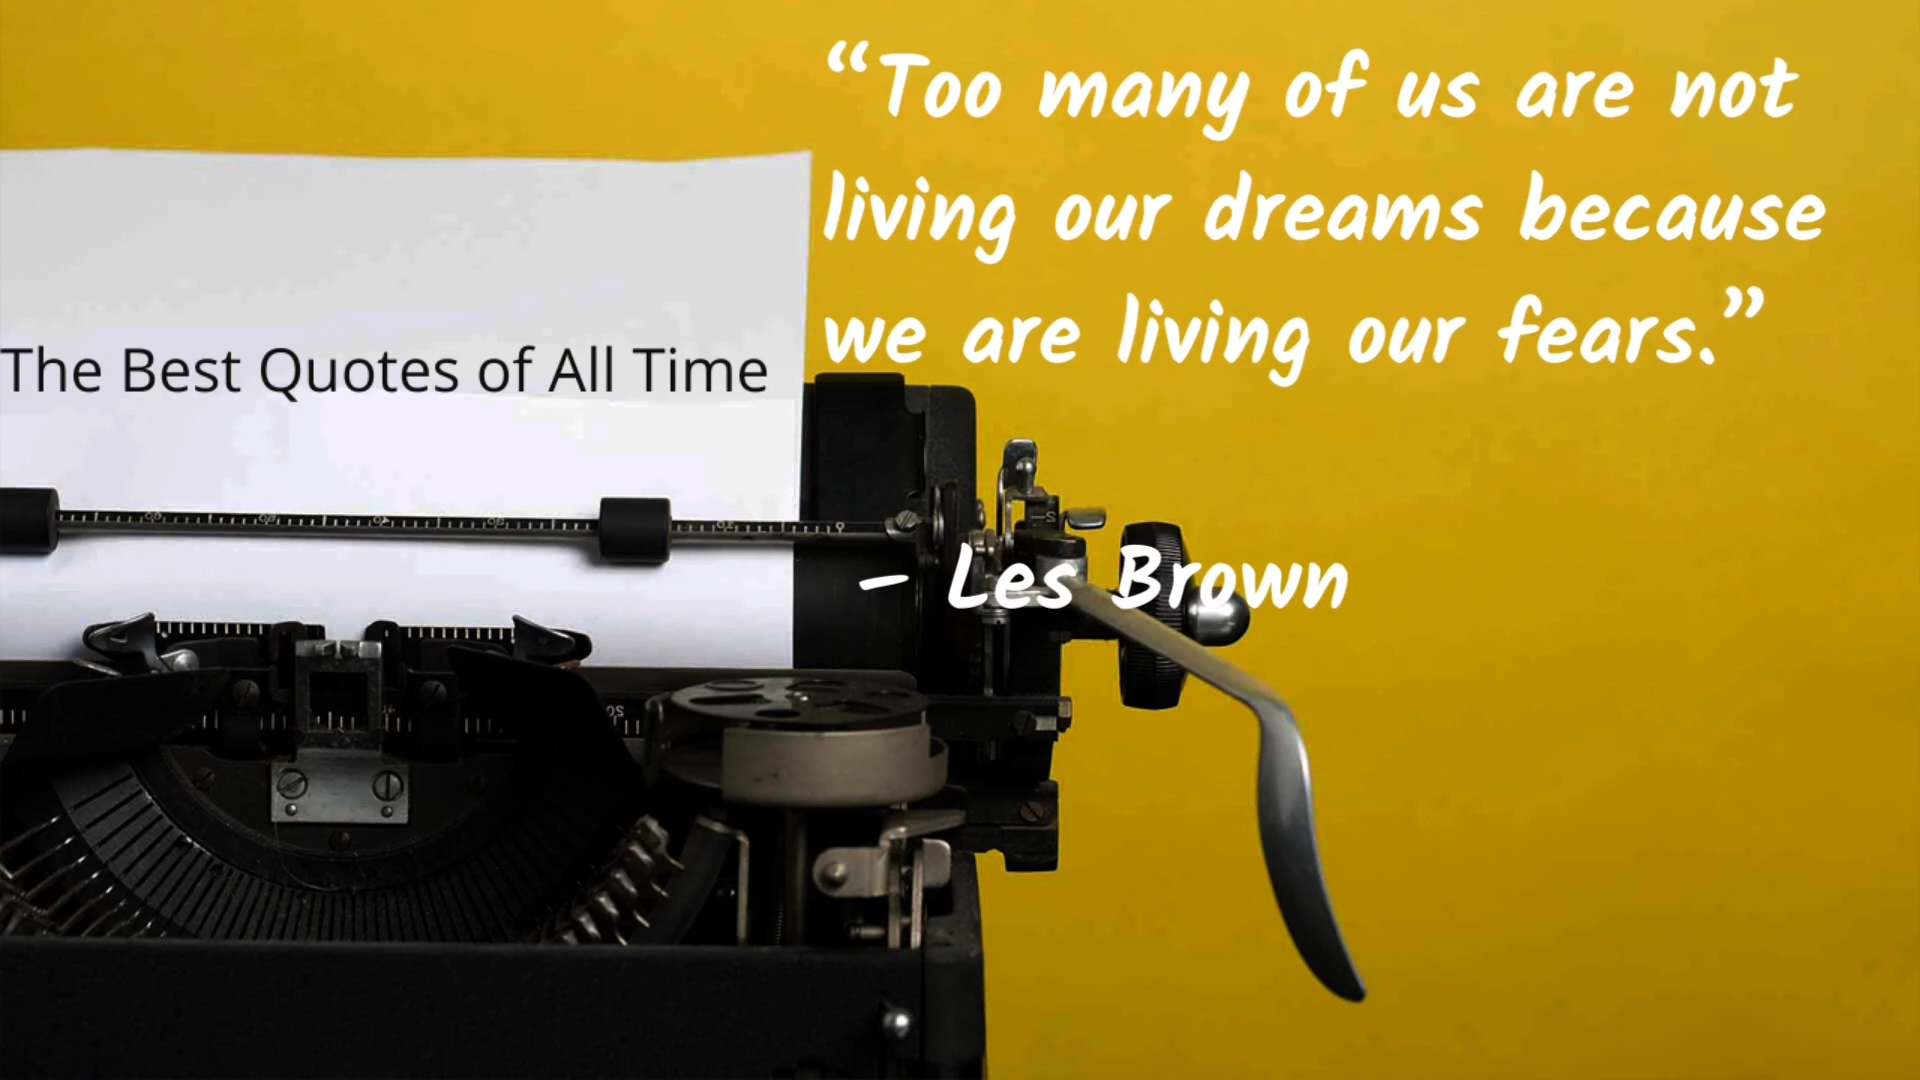 “Too many of us are not
living our dreams because
we are living our fears.”
The Best Quotes of All Time
– Les Brown